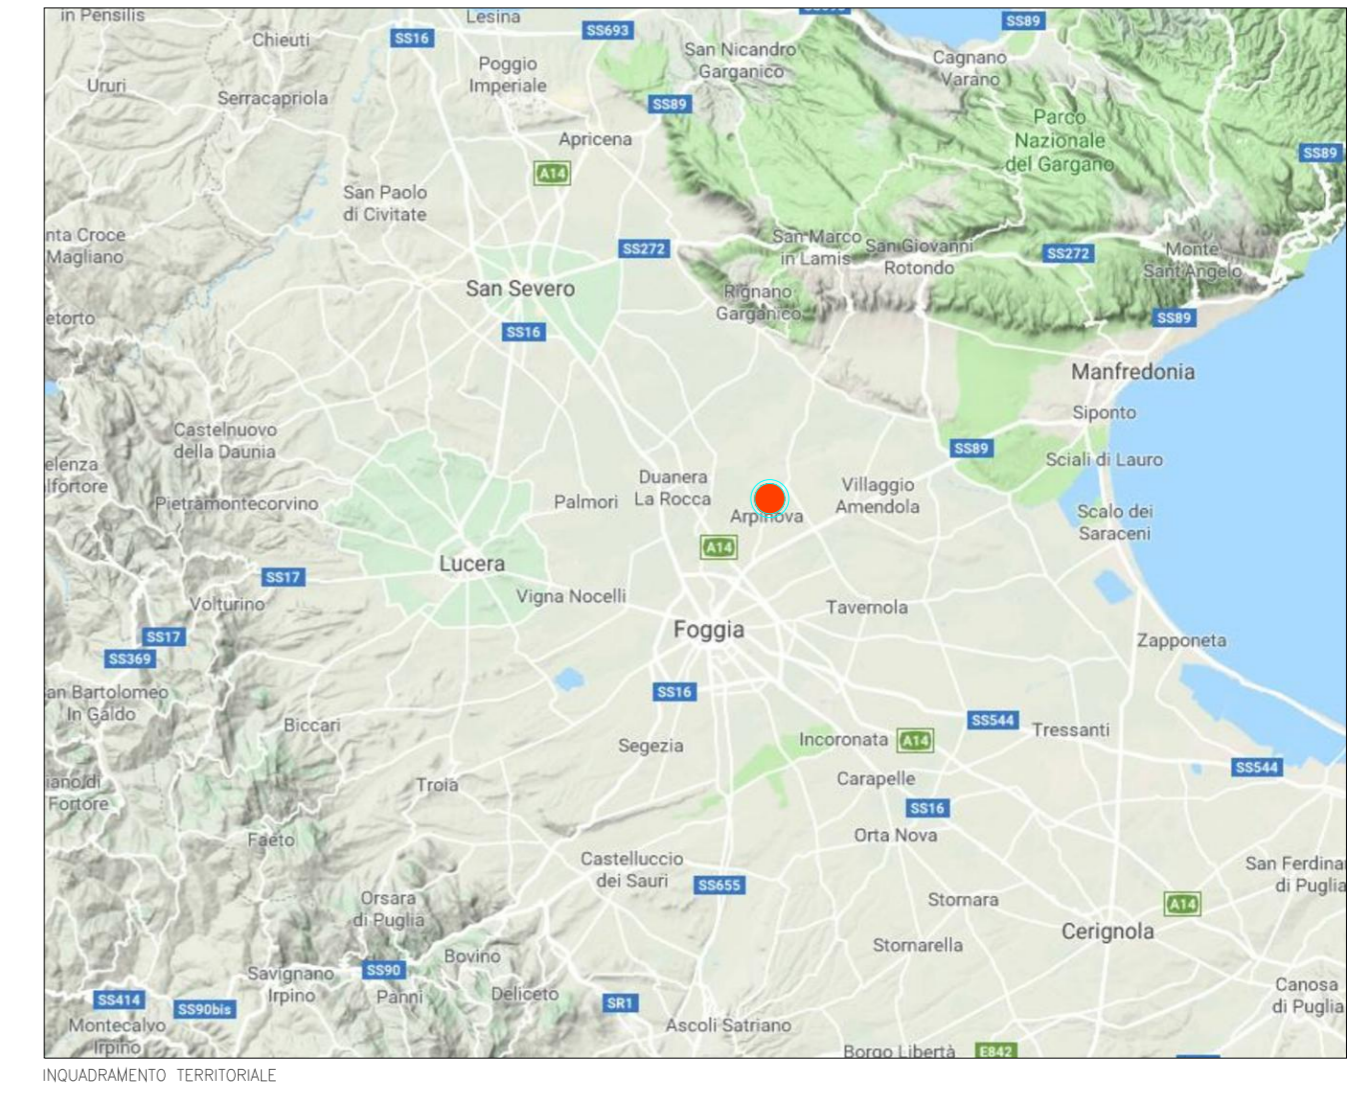 in Pensilis
Lesina
SS89
Chieuti
SS16
SS693
San Nicandro
Garganico
Cagnano
Varano
Poggio
Imperiale
Ururi
Serracapriola
SS89
Parco
Nazionale
del Gargano
Apricena
SS89
A14
San Paolo
di Civitate
nta Croce
Magliano
SS272
San Marco
in Lamis
San Giovanni
Rotondo
SS272
Monte
Sant'Angelo
San Severo
Rignano
Garganico
etorto
SS16
SS89
Manfredonia
Siponto
Castelnuovo
della Daunia
SS89
Sciali di Lauro
elenza
lfortore
Pietramontecorvino
Palmori
Duanera
La Rocca
Villaggio
Amendola
Arpinova
Scalo dei
Saraceni
A14
Lucera
SS17
Vigna Nocelli
Volturino
Tavernola
Foggia
SS17
SS369
Zapponeta
an Bartolomeo
In Galdo
SS16
Biccari
SS544
Segezia
Incoronata
A14
Tressanti
SS544
iano di
Fortore
Troia
Carapelle
SS16
Faeto
Orta Nova
Castelluccio
dei Sauri
SS655
San Ferdina
di Puglia
Orsara
di Puglia
Stornara
A14
Cerignola
Stornarella
Bovino
Savignano
Irpino
SS90
Panni
Deliceto
SR1
Canosa
di Puglia
SS414
SS90bis
Montecalvo
Irpino
Ascoli Satriano
Borgo Libertà
E842
INQUADRAMENTO TERRITORIALE